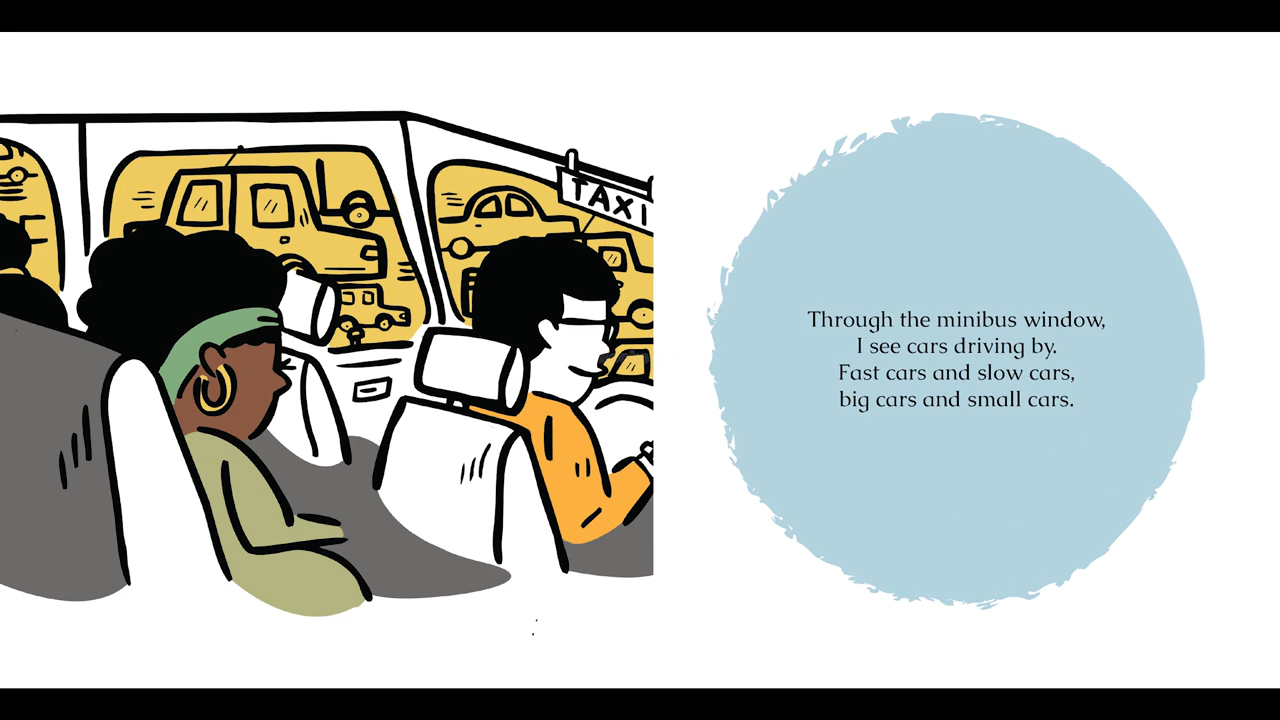 TAXI
Through the minibus window,
I see cars driving by.
Fast cars and slow cars,
big cars and small cars.